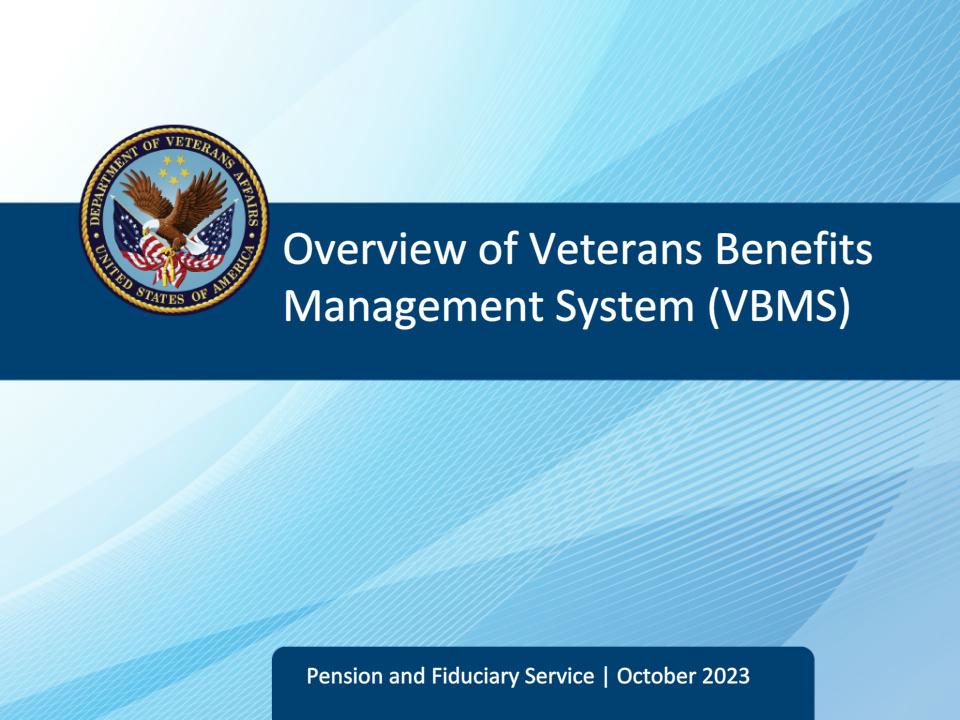 DEPARTMENT OF VETERANS AFFAIRS
UNITED STATES OF AMERICA
Overview of Veterans Benefits
Management System (VBMS)
Pension and Fiduciary Service | October 2023